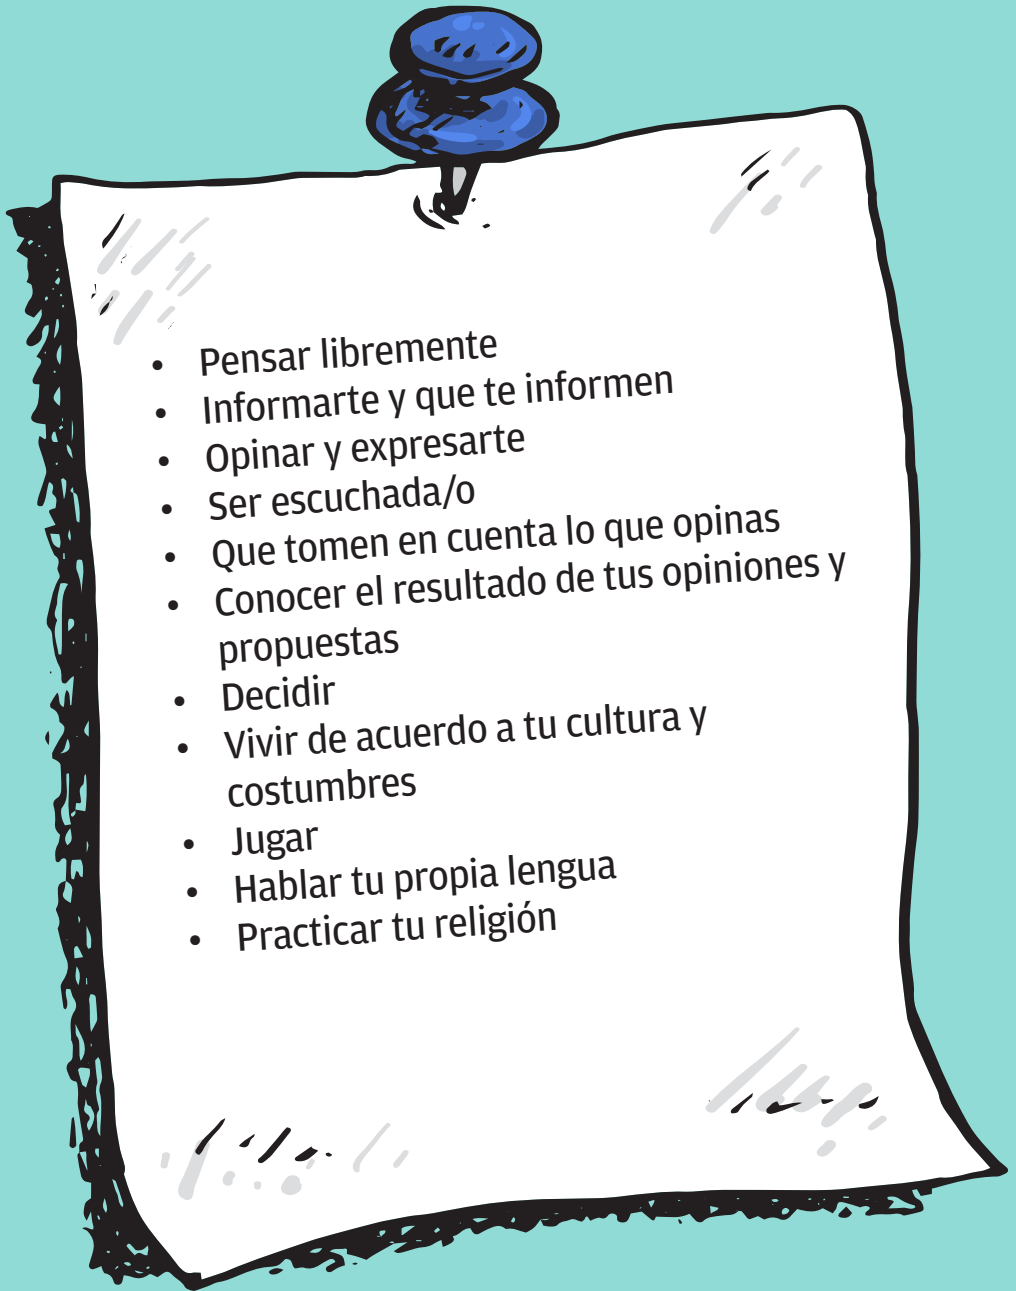 • Pensar libremente
• Informarte y que te informen
• Opinar y expresarte
• Ser escuchada/o
• Que tomen en cuenta lo que opinas
• Conocer el resultado de tus opiniones y
propuestas
• Decidir
• Vivir de acuerdo a tu cultura y
costumbres
• Jugar
• Hablar tu propia lengua
• Practicar tu religión